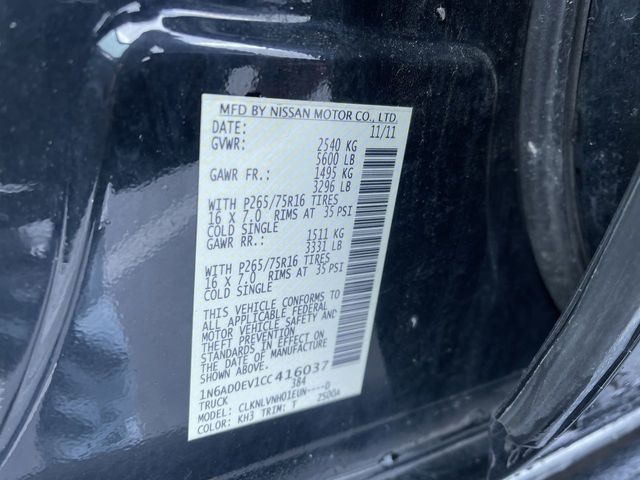 MFD BY NISSAN MOTOR CO., LTD.
DATE: 11/11
GVWR: 2540 KG
5600 LB
GAWR FR.: 1495 KG
3296 LB
WITH P265/75R16 TIRES
16 X 7.0 RIMS AT 35 PSI
COLD SINGLE
GAWR RR.: 1511 KG
3331 LB
WITH P265/75R16 TIRES
16 X 7.0 RIMS AT 35 PSI
COLD SINGLE
THIS VEHICLE CONFORMS TO
ALL APPLICABLE FEDERAL
MOTOR VEHICLE SAFETY AND
THEFT PREVENTION
STANDARDS IN EFFECT ON
THE DATE OF MANUFACTURE
SHOWN ABOVE.
1N6AD0EV1CC416037
TRUCK 384
MODEL: CLKNLVNH01EUN----D
COLOR: KH3 TRIM: T Z5D0A